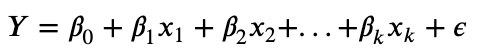 Y = β₀ + β₁x₁ + β₂x₂+...+βₖxₖ + ϵ